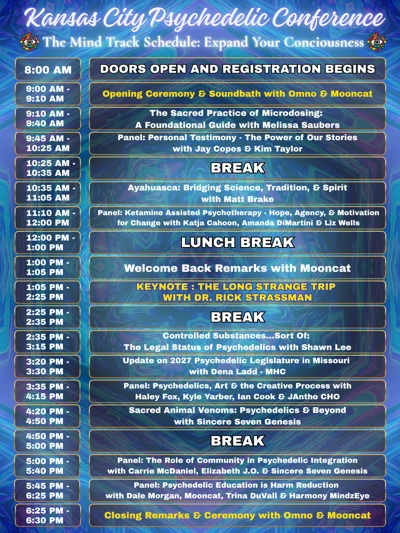 Kansas City Psychedelic Conference
The Mind Track Schedule: Expand Your Conciousness
8:00 AM
DOORS OPEN AND REGISTRATION BEGINS
9:00 AM -
9:10 AM
Opening Ceremony & Soundbath with Omno & Mooncat
9:10 AM -
9:40 AM
The Sacred Practice of Microdosing:
A Foundational Guide with Melissa Saubers
9:45 AM -
10:25 AM
Panel: Personal Testimony - The Power of Our Stories
with Jay Copes & Kim Taylor
10:25 AM -
10:35 AM
BREAK
10:35 AM -
11:05 AM
Ayahuasca: Bridging Science, Tradition, & Spirit
with Matt Brake
11:10 AM -
12:00 PM
Panel: Ketamine Assisted Psychotherapy - Hope, Agency, & Motivation
for Change with Katja Cahoon, Amanda DiMartini & Liz Wells
12:00 PM -
1:00 PM
LUNCH BREAK
1:00 PM -
1:05 PM
Welcome Back Remarks with Mooncat
1:05 PM -
2:25 PM
KEYNOTE : THE LONG STRANGE TRIP
WITH DR. RICK STRASSMAN
2:25 PM -
2:35 PM
BREAK
2:35 PM -
3:15 PM
Controlled Substances...Sort Of:
The Legal Status of Psychedelics with Shawn Lee
3:20 PM -
3:30 PM
Update on 2027 Psychedelic Legislature in Missouri
with Dena Ladd - MHC
3:35 PM -
4:15 PM
Panel: Psychedelics, Art & the Creative Process with
Haley Fox, Kyle Yarber, Ian Cook & JAntho CHO
4:20 PM -
4:50 PM
Sacred Animal Venoms: Psychedelics & Beyond
with Sincere Seven Genesis
4:50 PM -
5:00 PM
BREAK
5:00 PM -
5:40 PM
Panel: The Role of Community in Psychedelic Integration
with Carrie McDaniel, Elizabeth J.O. & Sincere Seven Genesis
5:45 PM -
6:25 PM
Panel: Psychedelic Education is Harm Reduction
with Dale Morgan, Mooncat, Trina DuVall & Harmony MindzEye
6:25 PM -
6:30 PM
Closing Remarks & Ceremony with Omno & Mooncat